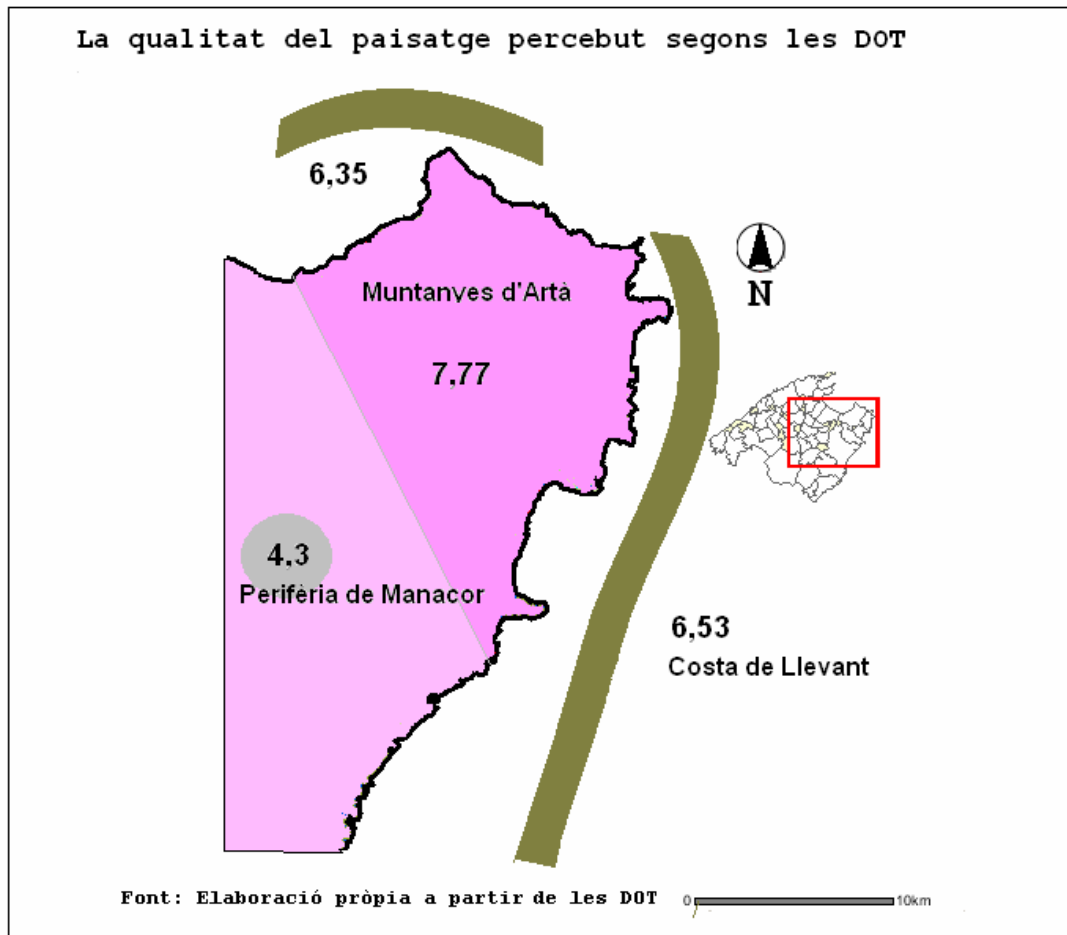 La qualitat del paisatge percebut segons les DOT
6,35
N
Muntanyes d'Artà
7,77
4,3
Perifèria de Manacor
6,53
Costa de Llevant
Font: Elaboració pròpia a partir de les DOT
0 10km